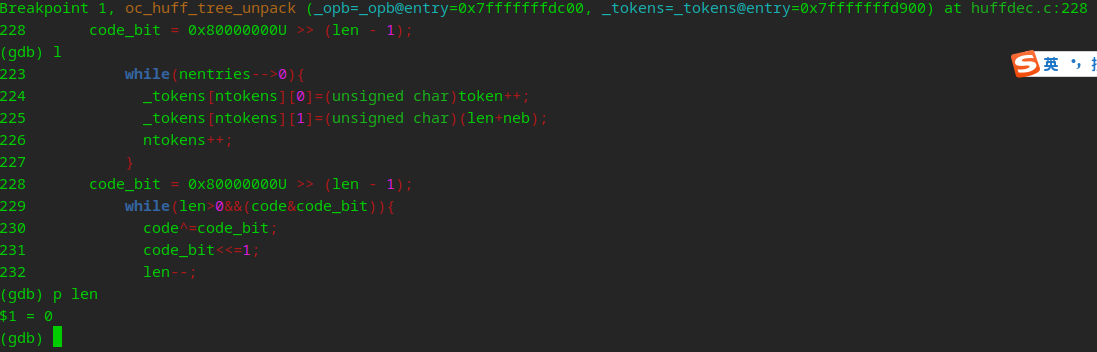 Breakpoint 1, oc_huff_tree_unpack (_opb=_opb@entry=0x7fffffffdc00, _tokens=_tokens@entry=0x7fffffffd900) at huffdec.c:228
228       code_bit = 0x80000000U >> (len - 1);
(gdb) l
223           while(nentries-->0){
224             _tokens[ntokens][0]=(unsigned char)token++;
225             _tokens[ntokens][1]=(unsigned char)(len+neb);
226             ntokens++;
227           }
228       code_bit = 0x80000000U >> (len - 1);
229           while(len>0&&(code&code_bit)){
230             code^=code_bit;
231             code_bit<<=1;
232             len--;
(gdb) p len
$1 = 0
(gdb)
S 英